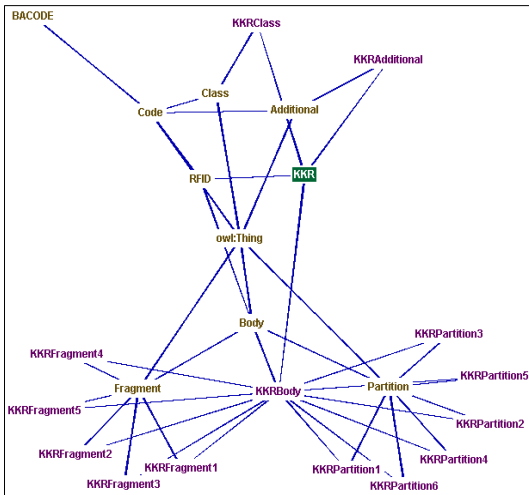 BACODE
KKRClass
KKRAdditional
Class
Code
Additional
RFID
KKR
owl:Thing
Body
KKRPartition3
KKRFragment4
KKRPartition5
Fragment
KKRBody
Partition
KKRFragment5
KKRPartition2
KKRFragment2
KKRPartition4
KKRFragment1
KKRPartition1
KKRFragment3
KKRPartition6